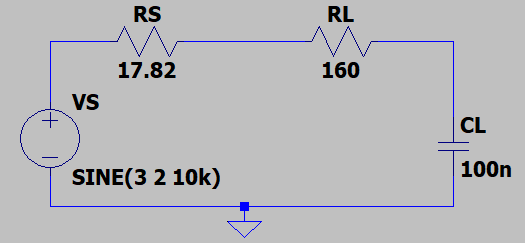 RS
17.82
RL
160
VS
SINE(3 2 10k)
CL
100n